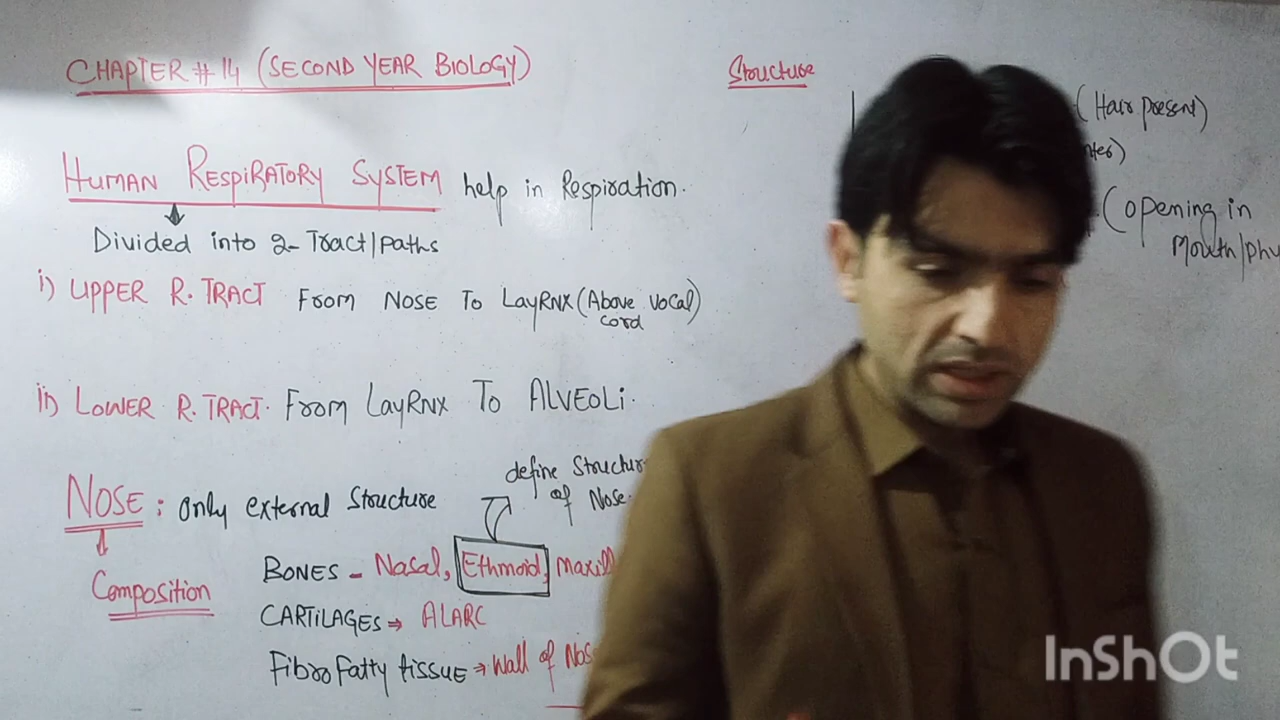 CHAPTER # 14 (SECOND YEAR BIOLOGY)
HUMAN RESPIRATORY SYSTEM help in Respiration.
Divided into 2- Tract/paths
i) UPPER R. TRACT From NOSE To LayRNX (Above vocal cord)
ii) LOWER R. TRACT. From LayRNX To ALVEOLi.
NOSE : only external Structure
define Structur
of Nose.
Composition
BONES - Nasal, Ethmoid, maxill
CARTILAGES → ALARC
Fibro fatty tissue → Wall of Nos
Structure
(Hair present)
(opening in
Mouth/phy
InShOt